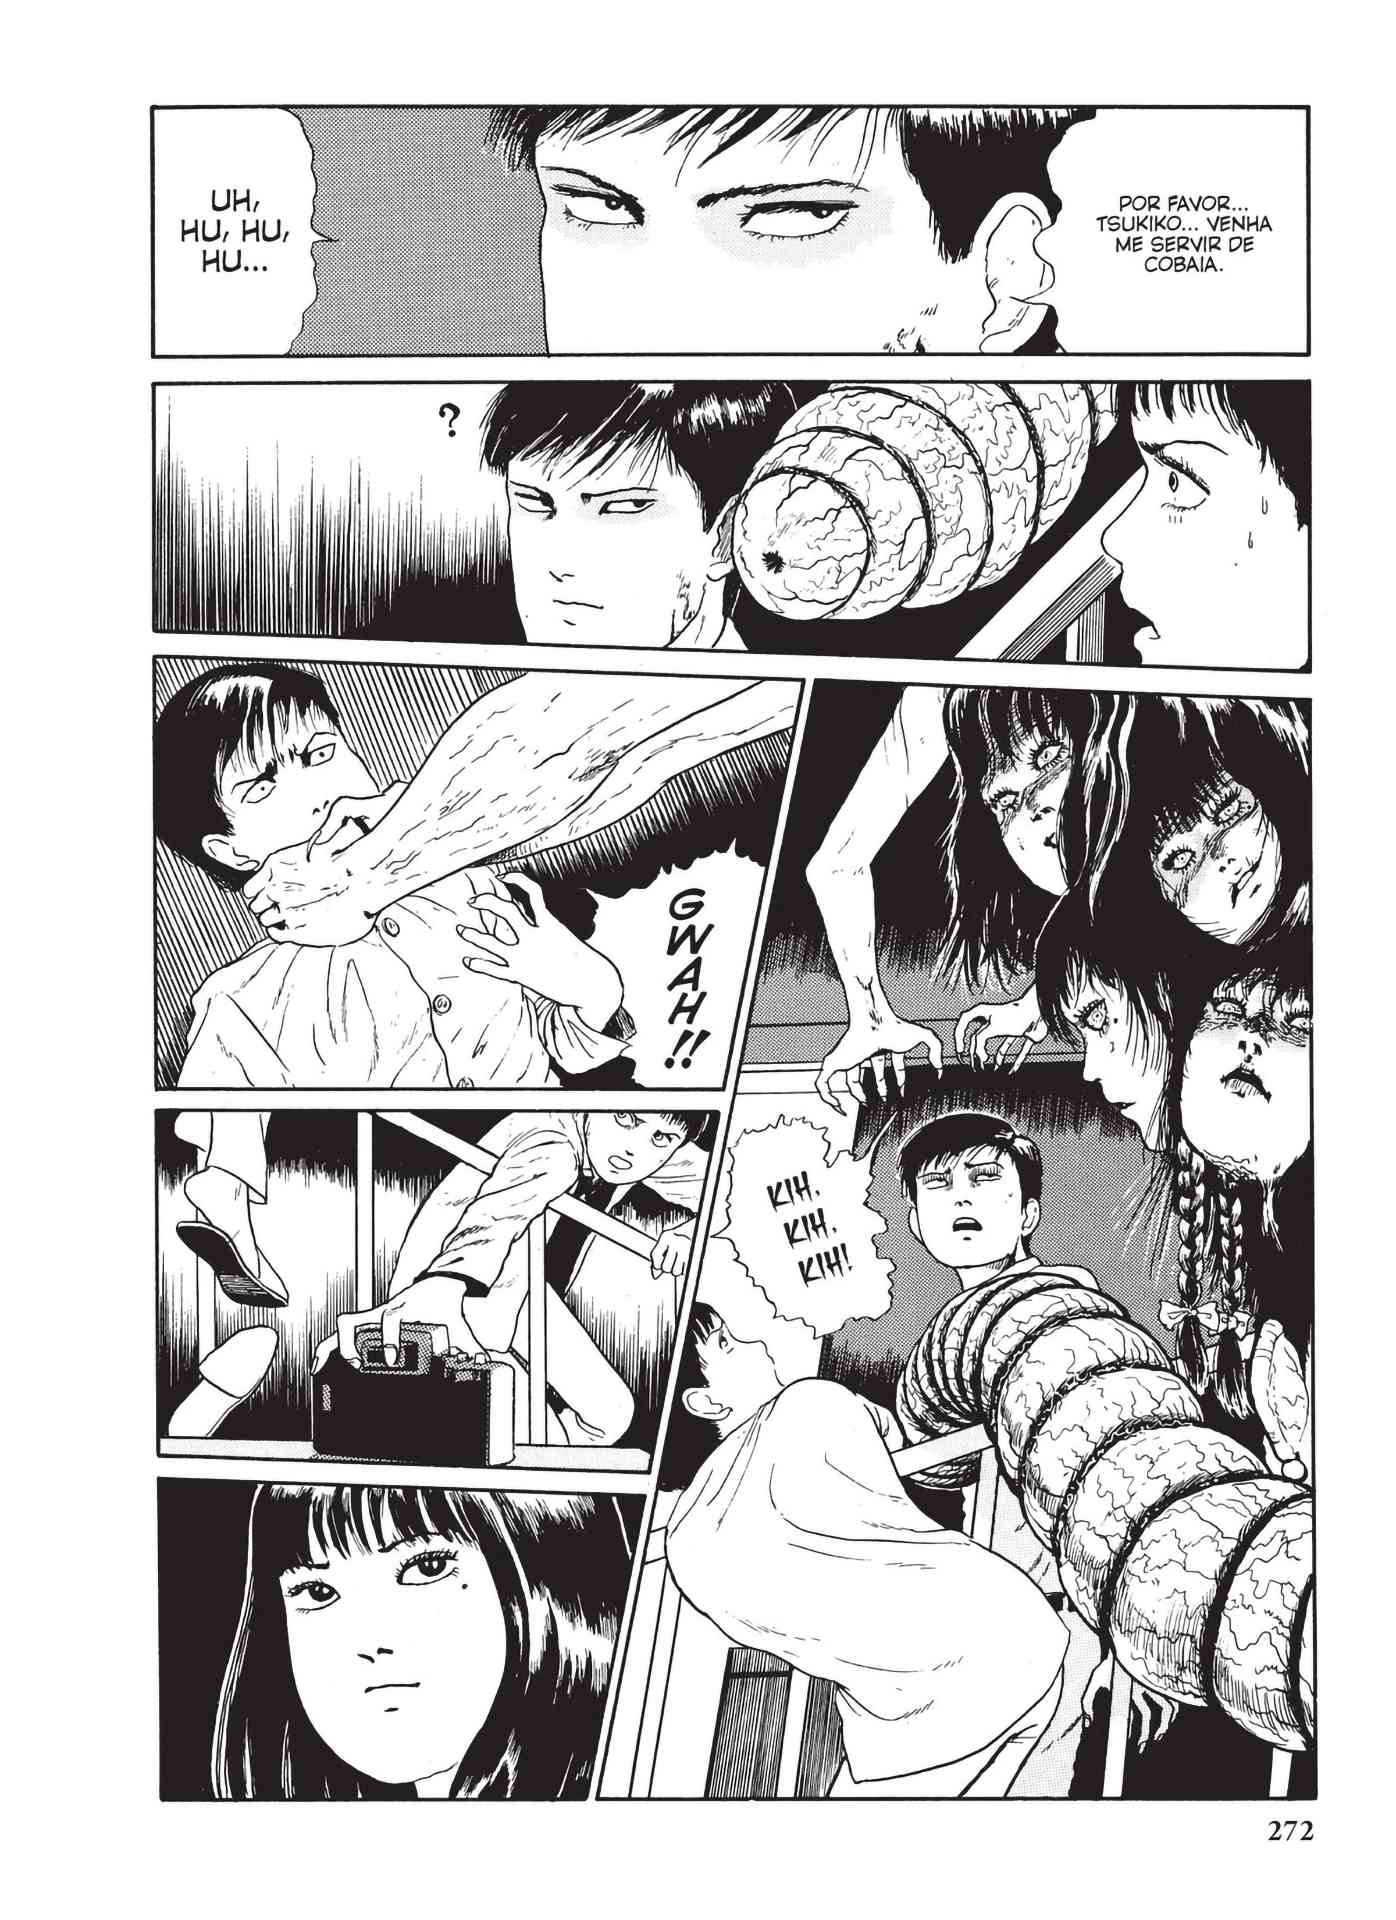 POR FAVOR...
TSUKIKO... VENHA
ME SERVIR DE
COBAIA.
UH,
HU, HU,
HU...
?
KIH,
KIH,
KIH!
GWAH!!
272